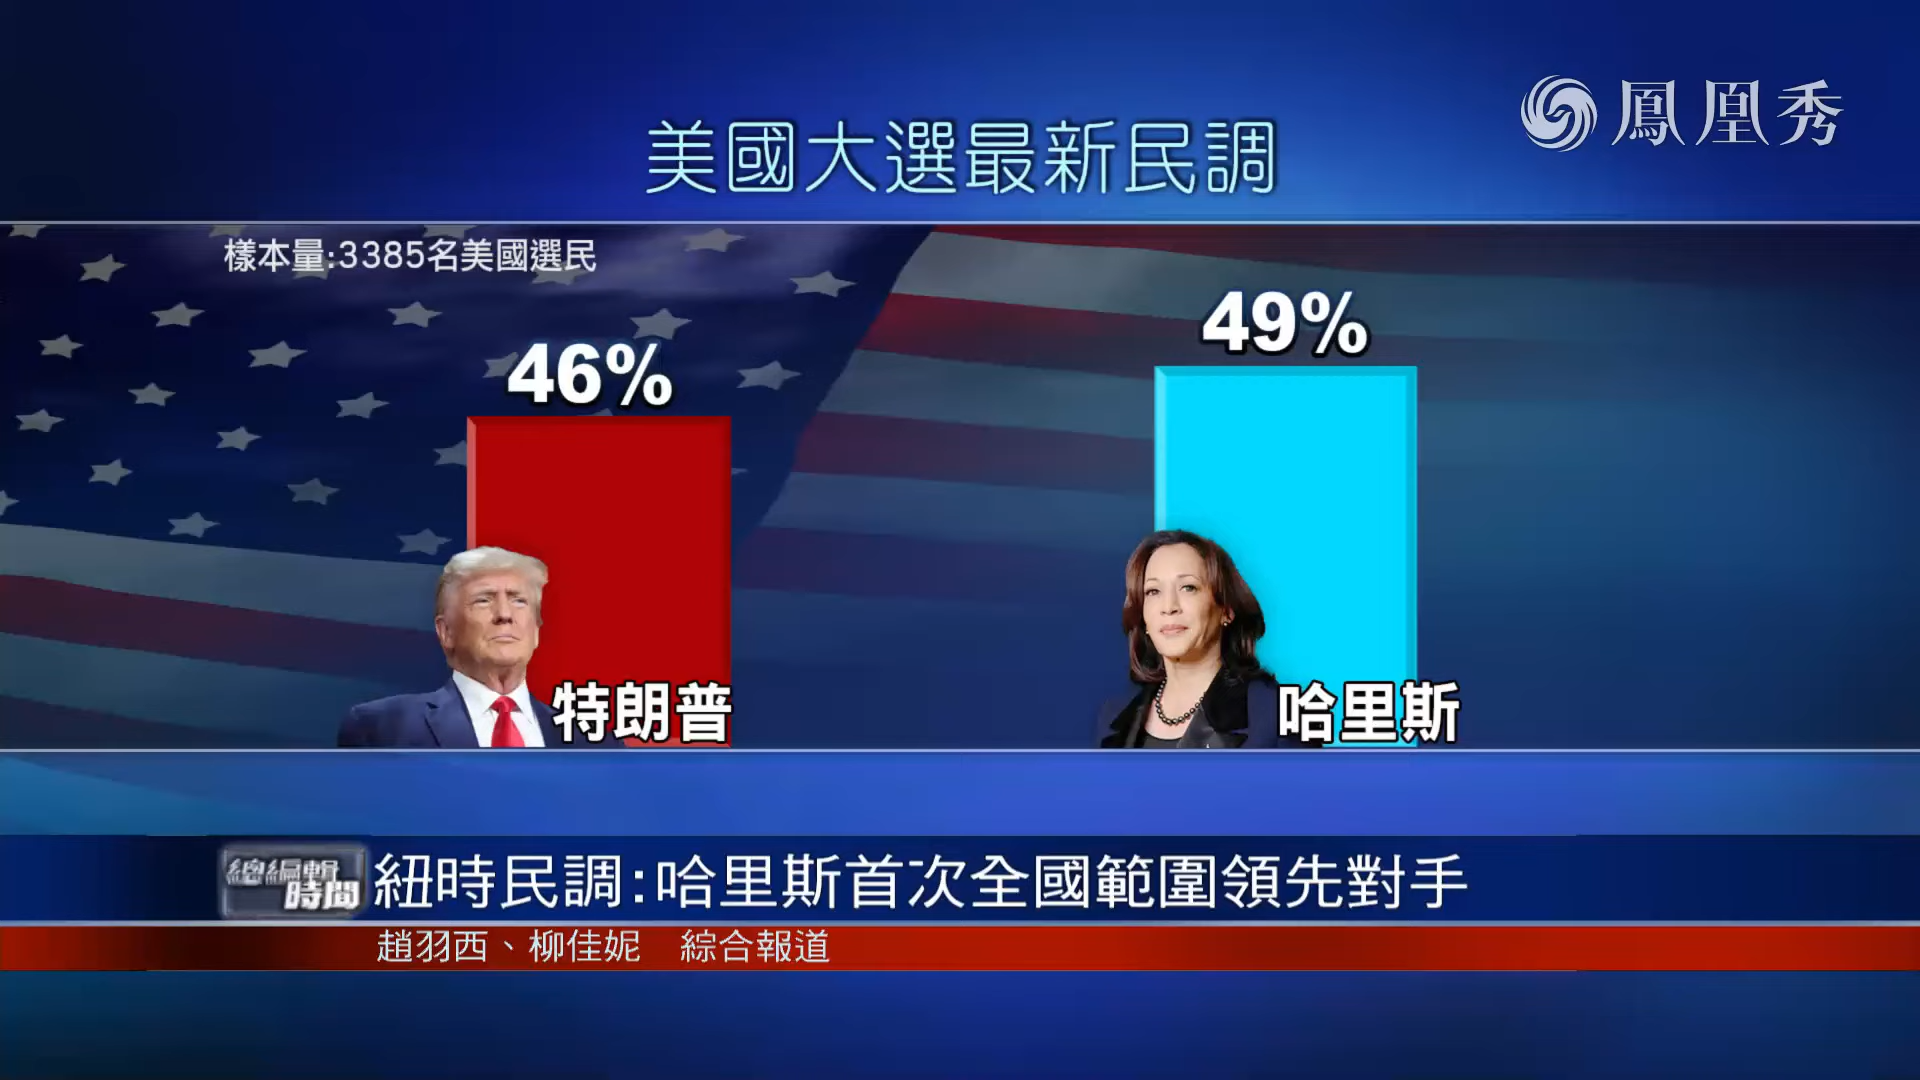 鳳凰秀
美國大選最新民調
樣本量:3385名美國選民
46%
49%
特朗普
哈里斯
總編輯時間
紐時民調:哈里斯首次全國範圍領先對手
趙羽西、柳佳妮 綜合報道